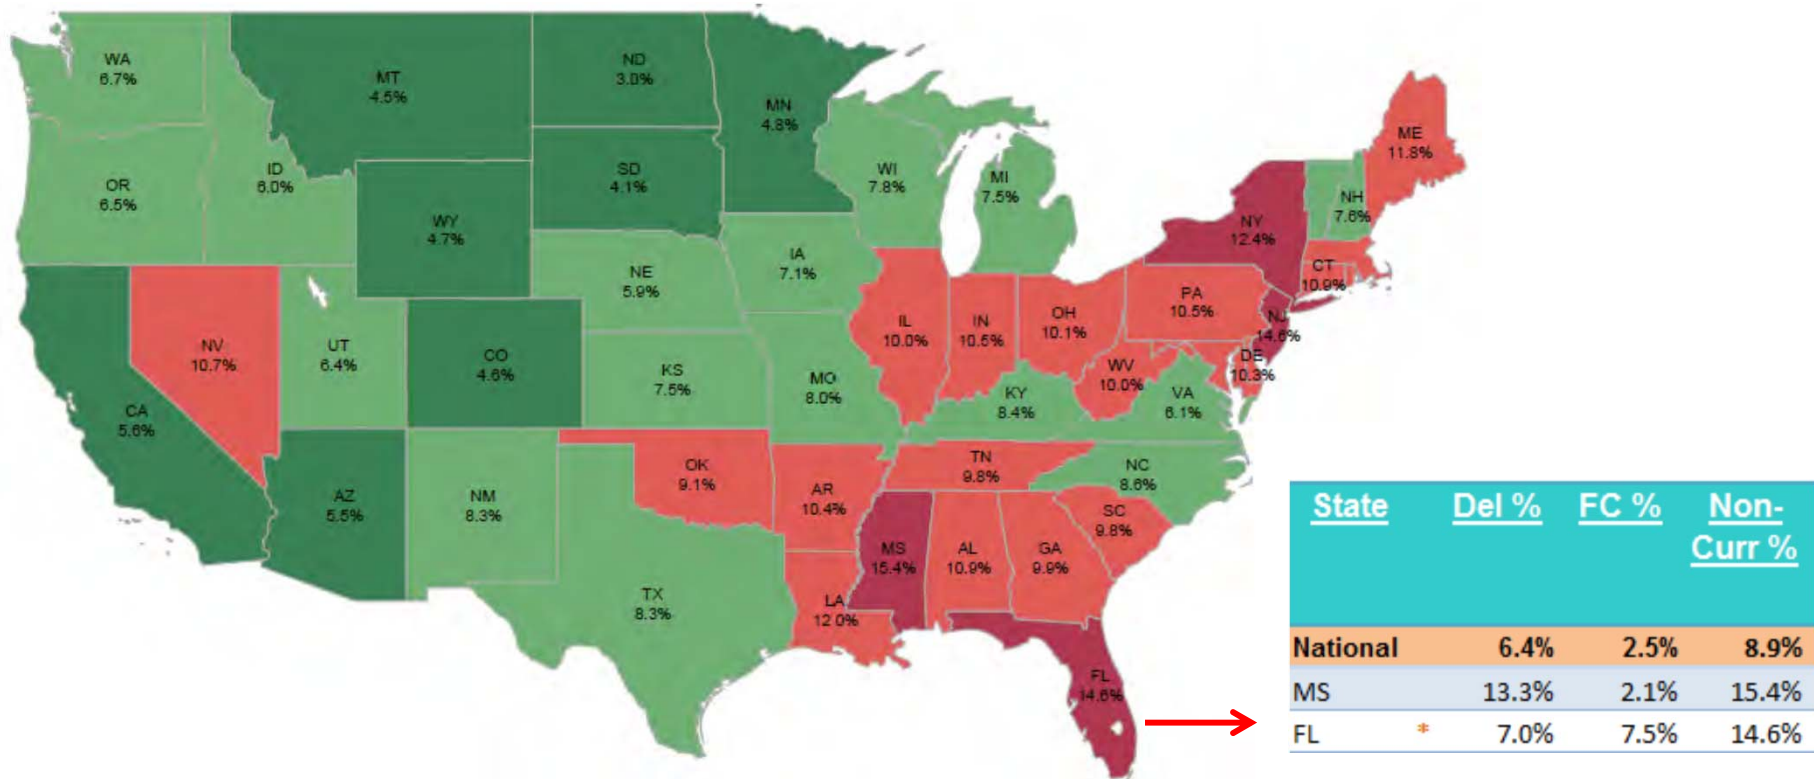 WA
6.7%
MT
4.5%
ND
3.0%
MN
4.8%
OR
6.5%
ID
6.0%
WY
4.7%
SD
4.1%
WI
7.8%
MI
7.5%
ME
11.8%
NH
7.6%
NY
12.4%
NV
10.7%
UT
6.4%
CO
4.6%
NE
5.9%
IA
7.1%
IL
10.0%
IN
10.5%
OH
10.1%
PA
10.5%
CT
10.9%
NJ
14.6%
DE
10.3%
CA
5.6%
KS
7.5%
MO
8.0%
KY
8.4%
WV
10.0%
VA
6.1%
AZ
5.5%
NM
8.3%
OK
9.1%
AR
10.4%
TN
9.8%
NC
8.6%
SC
9.8%
TX
8.3%
LA
12.0%
MS
15.4%
AL
10.9%
GA
9.9%
FL
14.6%
State Del % FC % Non-
Curr %
National 6.4% 2.5% 8.9%
MS 13.3% 2.1% 15.4%
FL * 7.0% 7.5% 14.6%